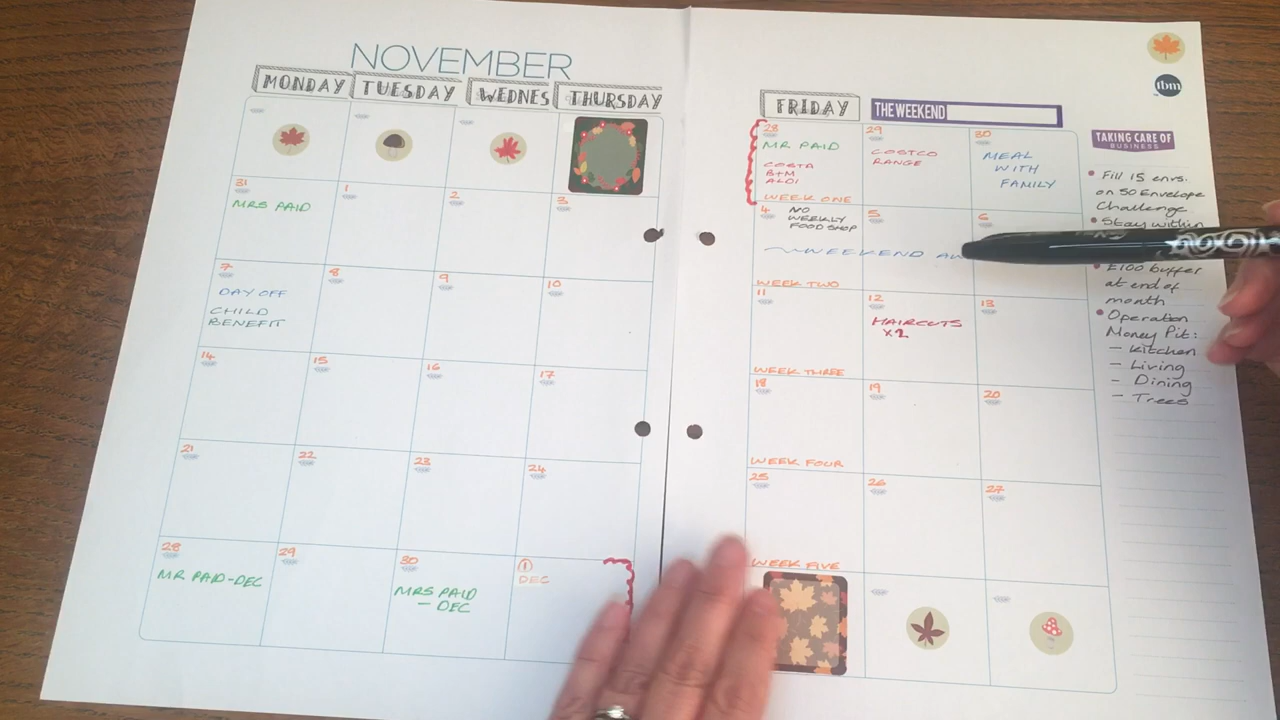 NOVEMBER
MONDAY TUESDAY WEDNES THURSDAY
FRIDAY THE WEEKEND
tbm
TAKING CARE OF
BUSINESS
28
MR PAID
COSTA
B+M
ALDI
WEEK ONE
29
COSTCO
RANGE
30
MEAL
WITH
FAMILY
31
MRS PAID
1
2
3
4 NO
WEEKLY
FOOD SHOP
WEEKEND AW
WEEK TWO
5
6
7
DAY OFF
CHILD
BENEFIT
8
9
10
11
WEEK THREE
12
HAIRCUTS
X2
13
14
15
16
17
18
WEEK FOUR
19
20
21
22
23
24
25
WEEK FIVE
26
27
28
MR PAID-DEC
29
30
MRS PAID
- DEC
1
DEC
• Fill 15 envs.
on 50 Envelope
Challenge
• Stay within
£100 buffer
at end of
month
• Operation
Money Pit:
- Kitchen
- Living
- Dining
- Trees